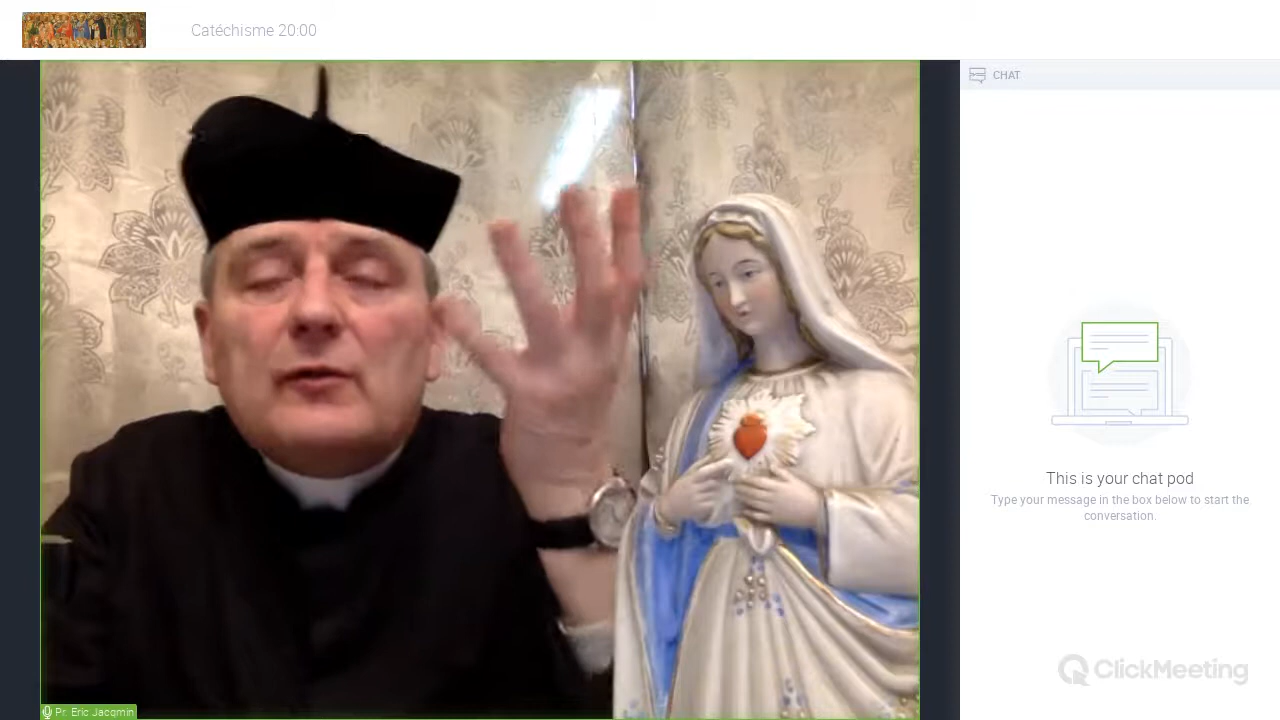 Catéchisme 20:00
CHAT
This is your chat pod
Type your message in the box below to start the
conversation.
ClickMeeting
Pr. Eric Jacqmin